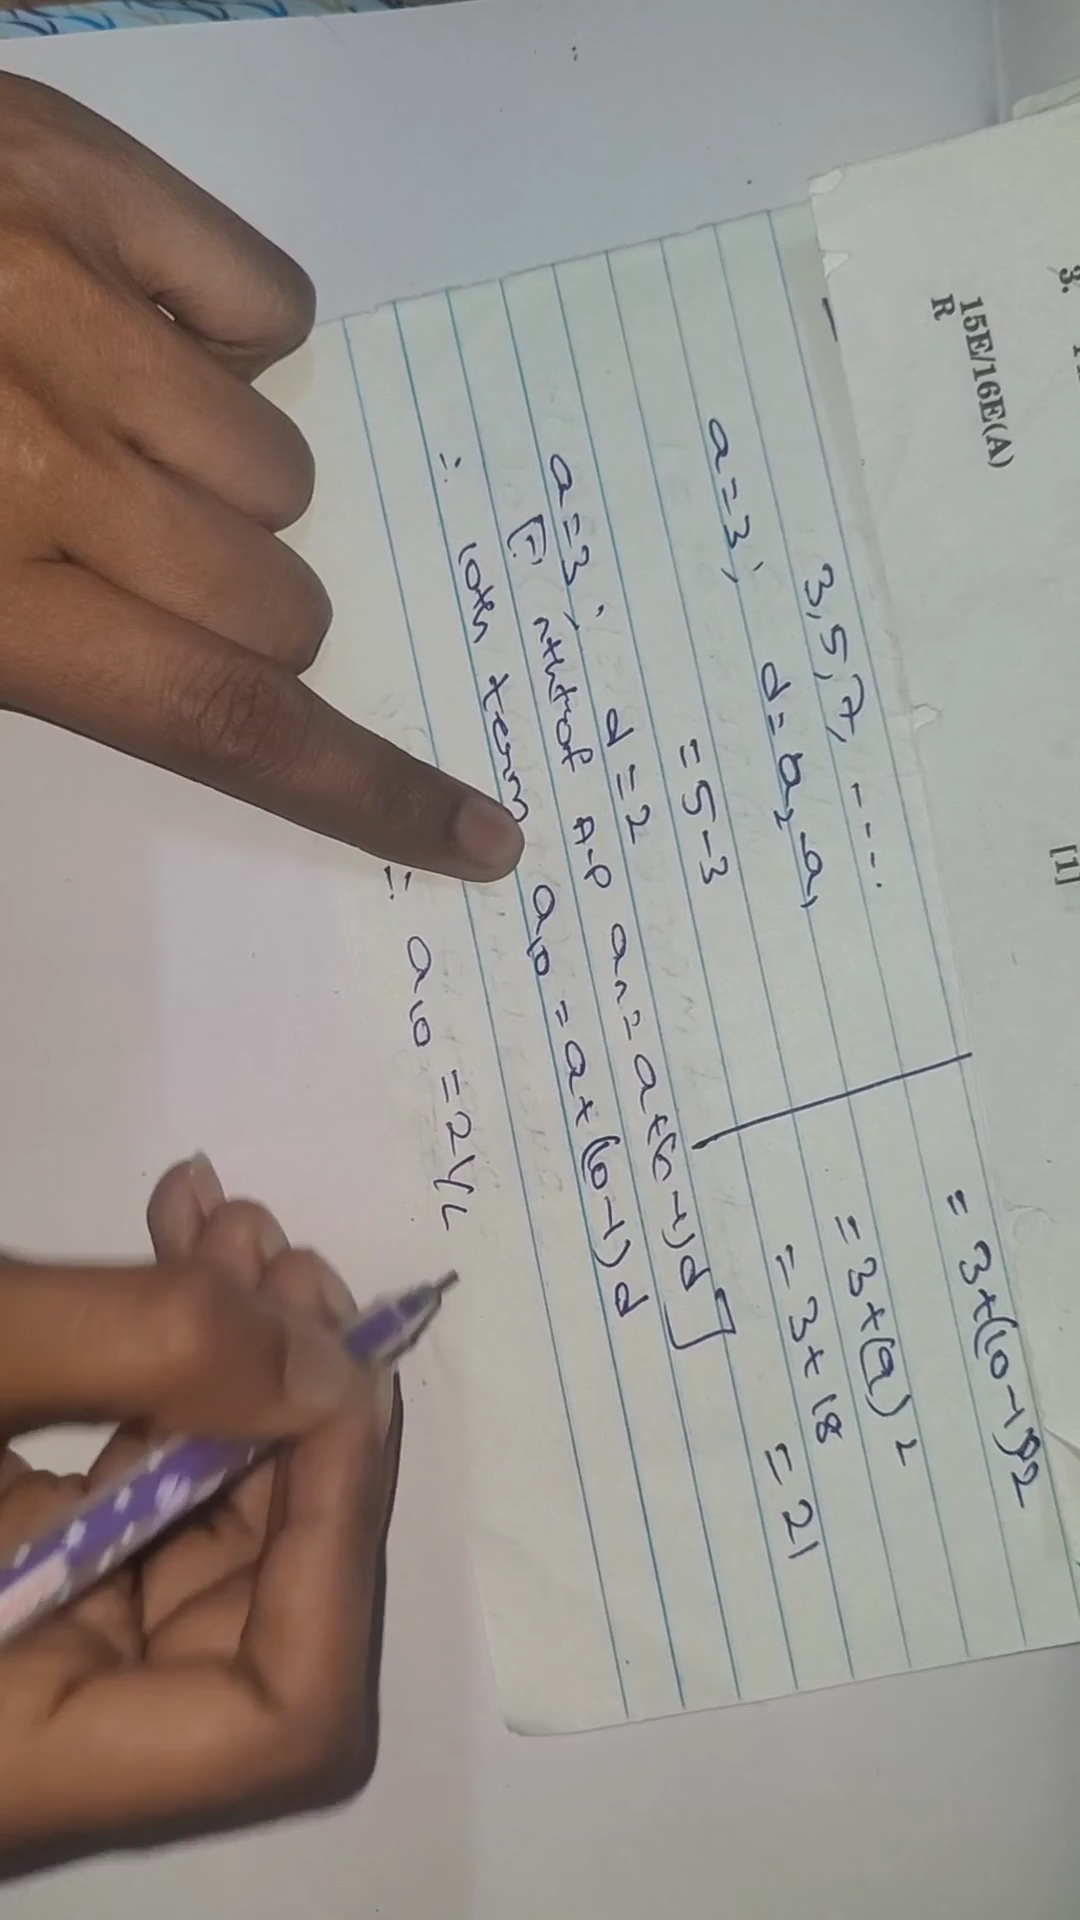 3.
[1]
15E/16E(A)
R
3, 5, 7, ....
a = 3, d = a2 - a1
= 5 - 3
a = 3, d = 2
[∵ nth t of A.P an = a + (n - 1) d]
∴ 10th term a10 = a + (10 - 1) d
= 3 + (10 - 1) 2
= 3 + (9) 2
= 3 + 18
= 21
∴ a10 = 21